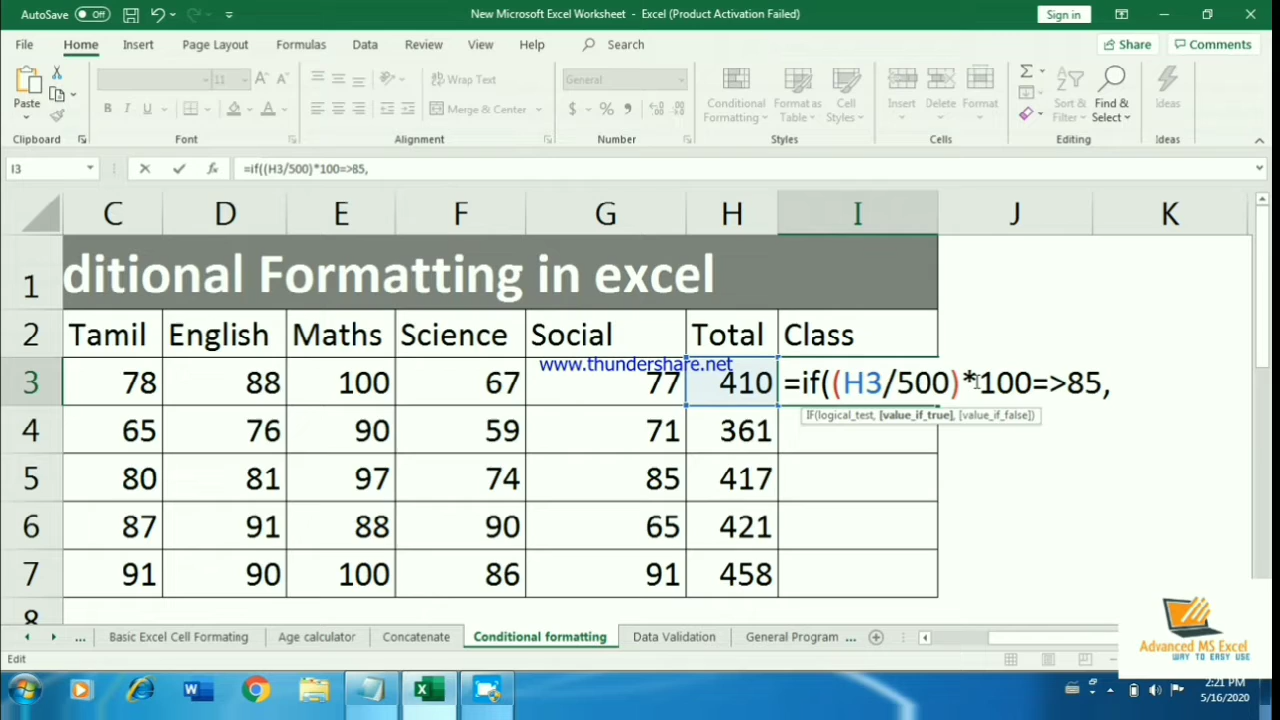 AutoSave Off New Microsoft Excel Worksheet - Excel (Product Activation Failed) Sign in
File Home Insert Page Layout Formulas Data Review View Help Search Share Comments
11 General
Wrap Text
Paste B I U Merge & Center $ % Conditional Formatting Format as Table Cell Styles Insert Delete Format Sort & Filter Find & Select Ideas
Clipboard Font Alignment Number Styles Cells Editing Ideas
I3 fx =if((H3/500)*100=>85,
C D E F G H I J K
1 ditional Formatting in excel
2 Tamil English Maths Science Social Total Class
www.thundershare.net
3 78 88 100 67 77 410 =if((H3/500)*100=>85,
IF(logical_test, [value_if_true], [value_if_false])
4 65 76 90 59 71 361
5 80 81 97 74 85 417
6 87 91 88 90 65 421
7 91 90 100 86 91 458
8
... Basic Excel Cell Formating Age calculator Concatenate Conditional formatting Data Validation General Program ...
Edit
Advanced MS Excel
WAY TO EASY USE
2:21 PM
5/16/2020